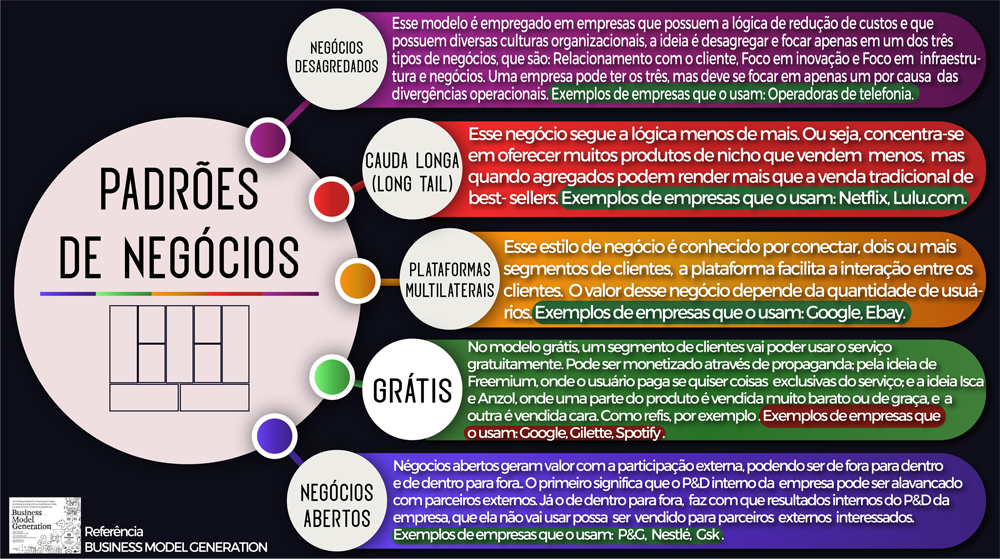 PADRÕES
DE NEGÓCIOS
NEGÓCIOS
DESAGREDADOS
Esse modelo é empregado em empresas que possuem a lógica de redução de custos e que
possuem diversas culturas organizacionais, a ideia é desagregar e focar apenas em um dos três
tipos de negócios, que são: Relacionamento com o cliente, Foco em inovação e Foco em infraestru-
tura e negócios. Uma empresa pode ter os três, mas deve se focar em apenas um por causa das
divergências operacionais. Exemplos de empresas que o usam: Operadoras de telefonia.
CAUDA LONGA
(LONG TAIL)
Esse negócio segue a lógica menos de mais. Ou seja, concentra-se
em oferecer muitos produtos de nicho que vendem menos, mas
quando agregados podem render mais que a venda tradicional de
best- sellers. Exemplos de empresas que o usam: Netflix, Lulu.com.
PLATAFORMAS
MULTILATERAIS
Esse estilo de negócio é conhecido por conectar, dois ou mais
segmentos de clientes, a plataforma facilita a interação entre os
clientes. O valor desse negócio depende da quantidade de usuá-
rios. Exemplos de empresas que o usam: Google, Ebay.
GRÁTIS
No modelo grátis, um segmento de clientes vai poder usar o serviço
gratuitamente. Pode ser monetizado através de propaganda; pela ideia de
Freemium, onde o usuário paga se quiser coisas exclusivas do serviço; e a ideia Isca
e Anzol, onde uma parte do produto é vendida muito barato ou de graça, e a
outra é vendida cara. Como refis, por exemplo . Exemplos de empresas que
o usam: Google, Gilette, Spotify .
NEGÓCIOS
ABERTOS
Négocios abertos geram valor com a participação externa, podendo ser de fora para dentro
e de dentro para fora.. O primeiro significa que o P&D interno da empresa pode ser alavancado
com parceiros externos. Já o de dentro para fora, faz com que resultados internos do P&D da
empresa, que ela não vai usar possa ser vendido para parceiros externos interessados.
Exemplos de empresas que o usam: P&G, Nestlé, Gsk .
Business
Model
Generation
Referência
BUSINESS MODEL GENERATION